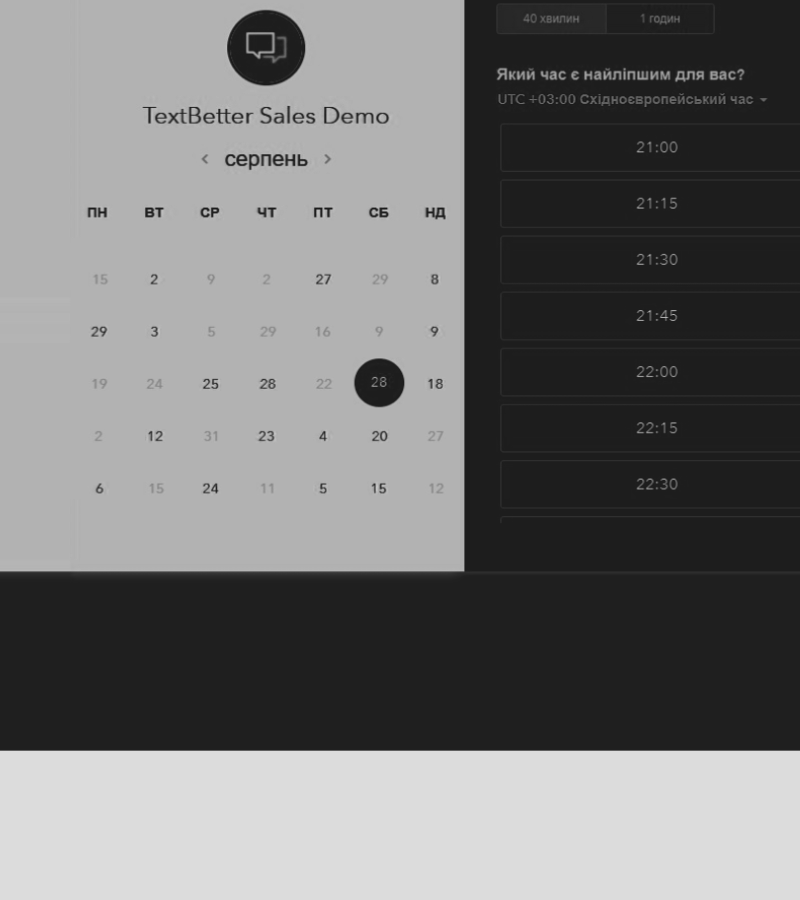 TextBetter Sales Demo
< серпень >
ПН ВТ СР ЧТ ПТ СБ НД
15 2 9 2 27 29 8
29 3 5 29 16 9 9
19 24 25 28 22 28 18
2 12 31 23 4 20 27
6 15 24 11 5 15 12
40 хвилин 1 годин
Який час є найліпшим для вас?
UTC +03:00 Східноєвропейський час
21:00
21:15
21:30
21:45
22:00
22:15
22:30